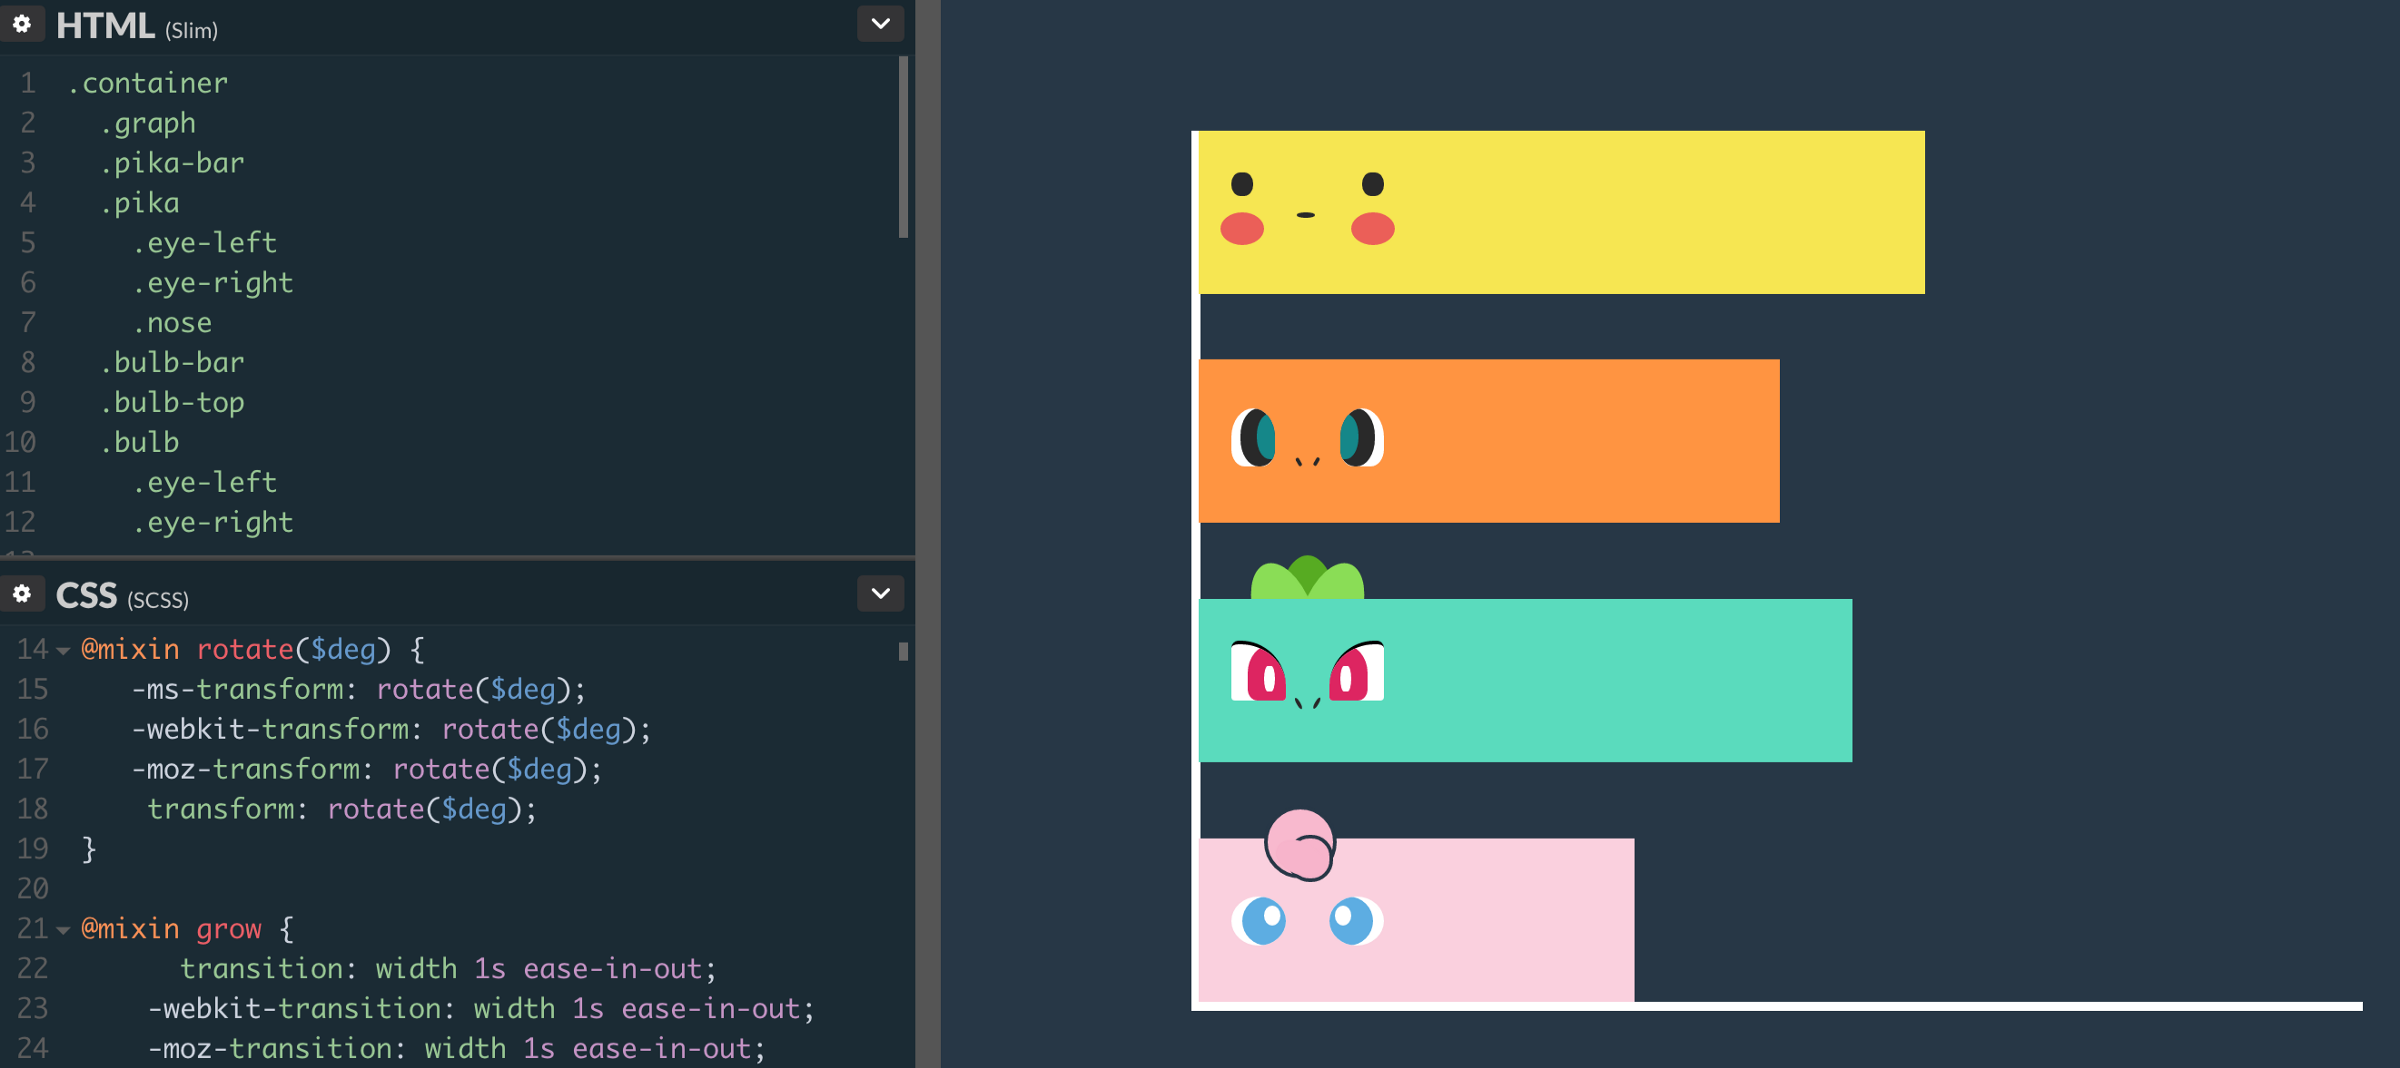 HTML (Slim)
1 .container
2 .graph
3 .pika-bar
4 .pika
5 .eye-left
6 .eye-right
7 .nose
8 .bulb-bar
9 .bulb-top
10 .bulb
11 .eye-left
12 .eye-right
CSS (SCSS)
14 @mixin rotate($deg) {
15 -ms-transform: rotate($deg);
16 -webkit-transform: rotate($deg);
17 -moz-transform: rotate($deg);
18 transform: rotate($deg);
19 }
20
21 @mixin grow {
22 transition: width 1s ease-in-out;
23 -webkit-transition: width 1s ease-in-out;
24 -moz-transition: width 1s ease-in-out;